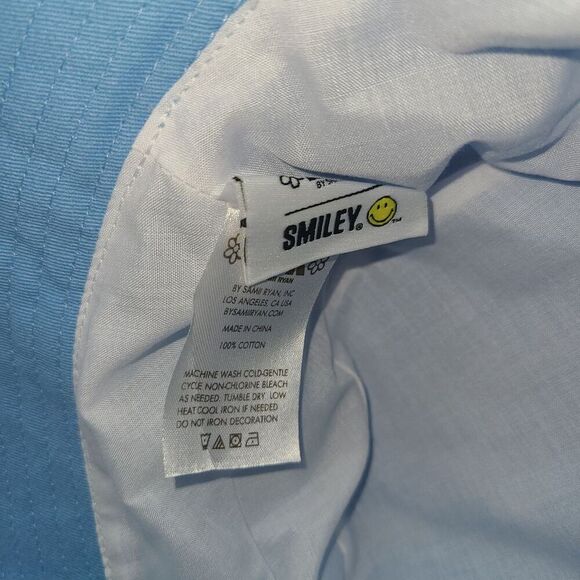 BY SAMII
SMILEY®
™
RYAN
BY SAMII RYAN, INC
LOS ANGELES, CA USA
BYSAMIIRYAN.COM
MADE IN CHINA
100% COTTON
MACHINE WASH COLD-GENTLE
CYCLE. NON-CHLORINE BLEACH
AS NEEDED. TUMBLE DRY LOW
HEAT COOL IRON IF NEEDED
DO NOT IRON DECORATION